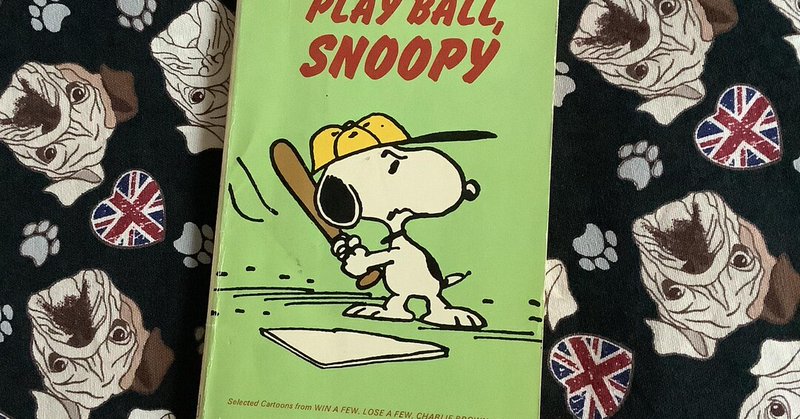 PLAY BALL,
SNOOPY
Selected Cartoons from WIN A FEW, LOSE A FEW, CHARLIE BROWN